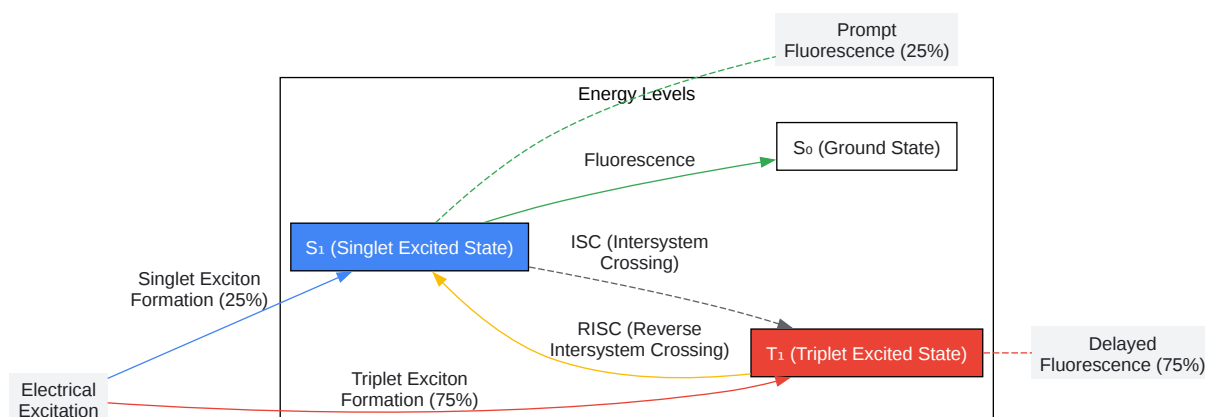 Prompt
Fluorescence (25%)
Energy Levels
S₀ (Ground State)
Fluorescence
S₁ (Singlet Excited State)
ISC (Intersystem
Crossing)
Singlet Exciton
Formation (25%)
RISC (Reverse
Intersystem Crossing)
T₁ (Triplet Excited State)
Delayed
Fluorescence (75%)
Triplet Exciton
Formation (75%)
Electrical
Excitation